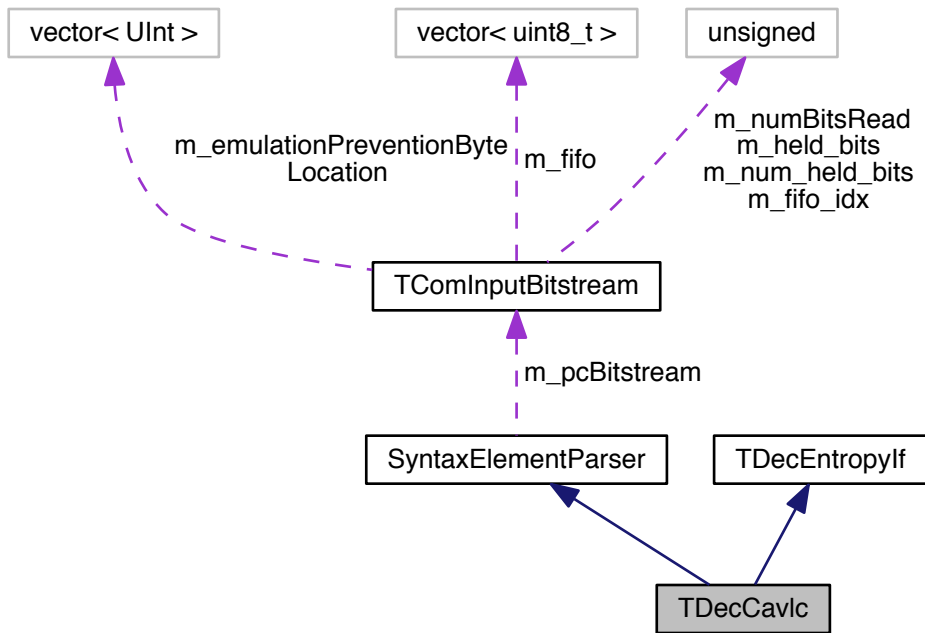 vector< UInt >
vector< uint8_t >
unsigned
m_emulationPreventionByte
Location
m_fifo
m_numBitsRead
m_held_bits
m_num_held_bits
m_fifo_idx
TComInputBitstream
m_pcBitstream
SyntaxElementParser
TDecEntropyIf
TDecCavlc